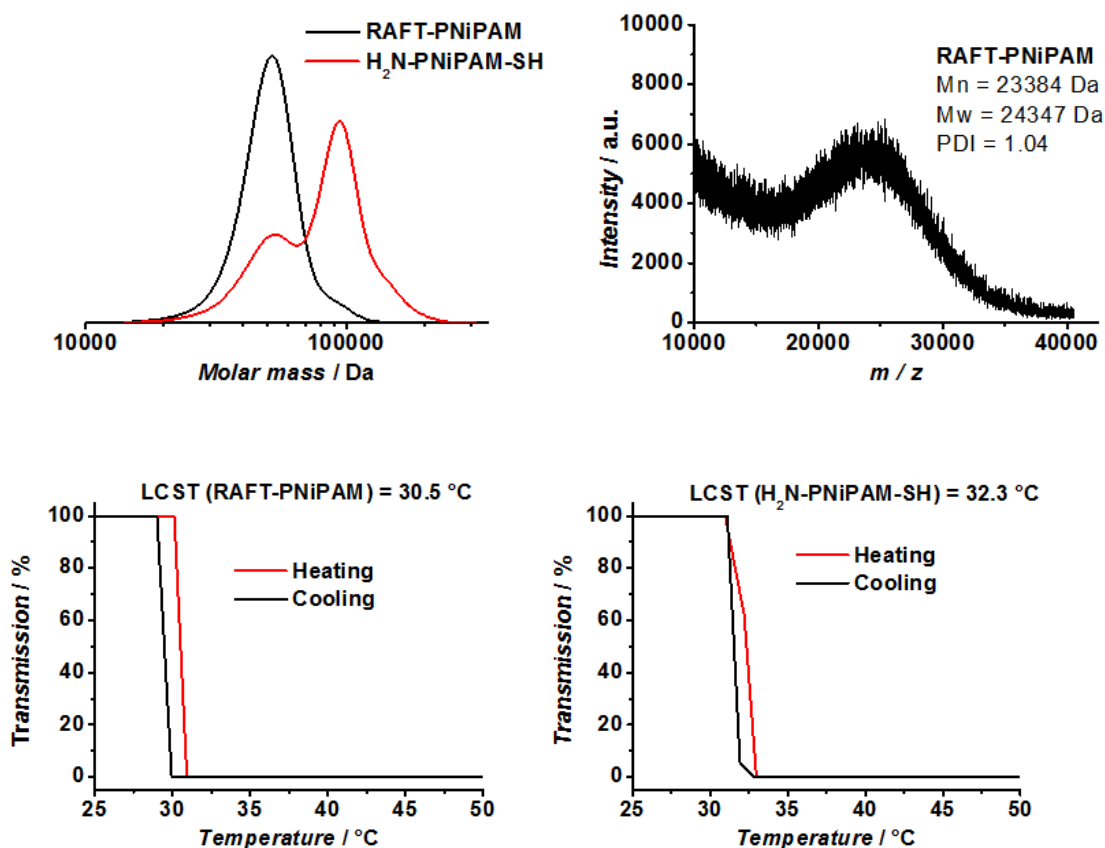 RAFT-PNiPAM
H₂N-PNiPAM-SH
10000
100000
Molar mass / Da
10000
8000
6000
4000
2000
0
Intensity / a.u.
RAFT-PNiPAM
Mn = 23384 Da
Mw = 24347 Da
PDI = 1.04
10000
20000
30000
40000
m / z
LCST (RAFT-PNiPAM) = 30.5 °C
100
80
60
40
20
0
Transmission / %
Heating
Cooling
25
30
35
40
45
50
Temperature / °C
LCST (H₂N-PNiPAM-SH) = 32.3 °C
100
80
60
40
20
0
Transmission / %
Heating
Cooling
25
30
35
40
45
50
Temperature / °C